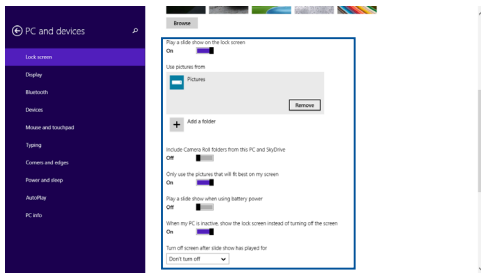 PC and devices
Lock screen
Display
Bluetooth
Devices
Mouse and touchpad
Typing
Corners and edges
Power and sleep
AutoPlay
PC info
Browse
Play a slide show on the lock screen
On
Use pictures from
Pictures
Remove
Add a folder
Include Camera Roll folders from this PC and SkyDrive
Off
Only use the pictures that will fit best on my screen
On
Play a slide show when using battery power
Off
When my PC is inactive, show the lock screen instead of turning off the screen
On
Turn off screen after slide show has played for
Don't turn off